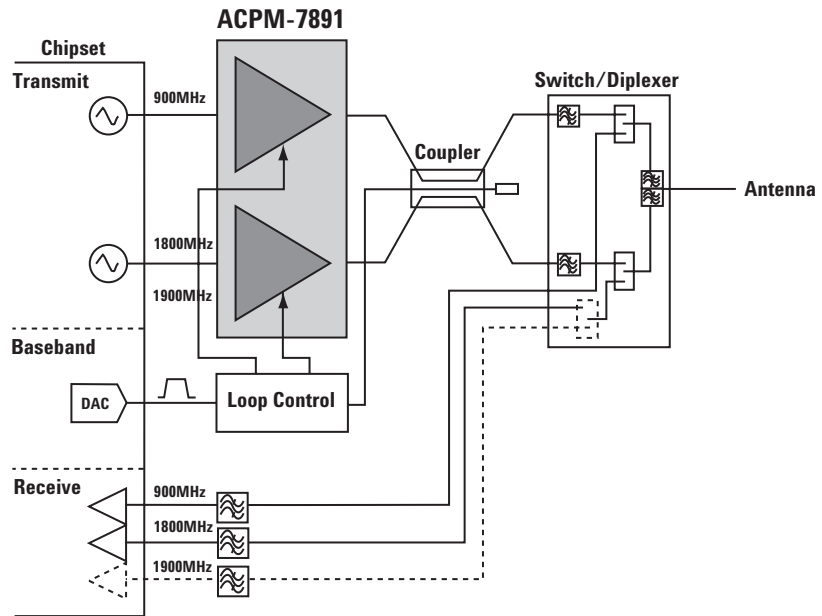 ACPM-7891
Chipset
Transmit
900MHz
Switch/Diplexer
Coupler
Antenna
1800MHz
1900MHz
Baseband
DAC
Loop Control
Receive
900MHz
1800MHz
1900MHz